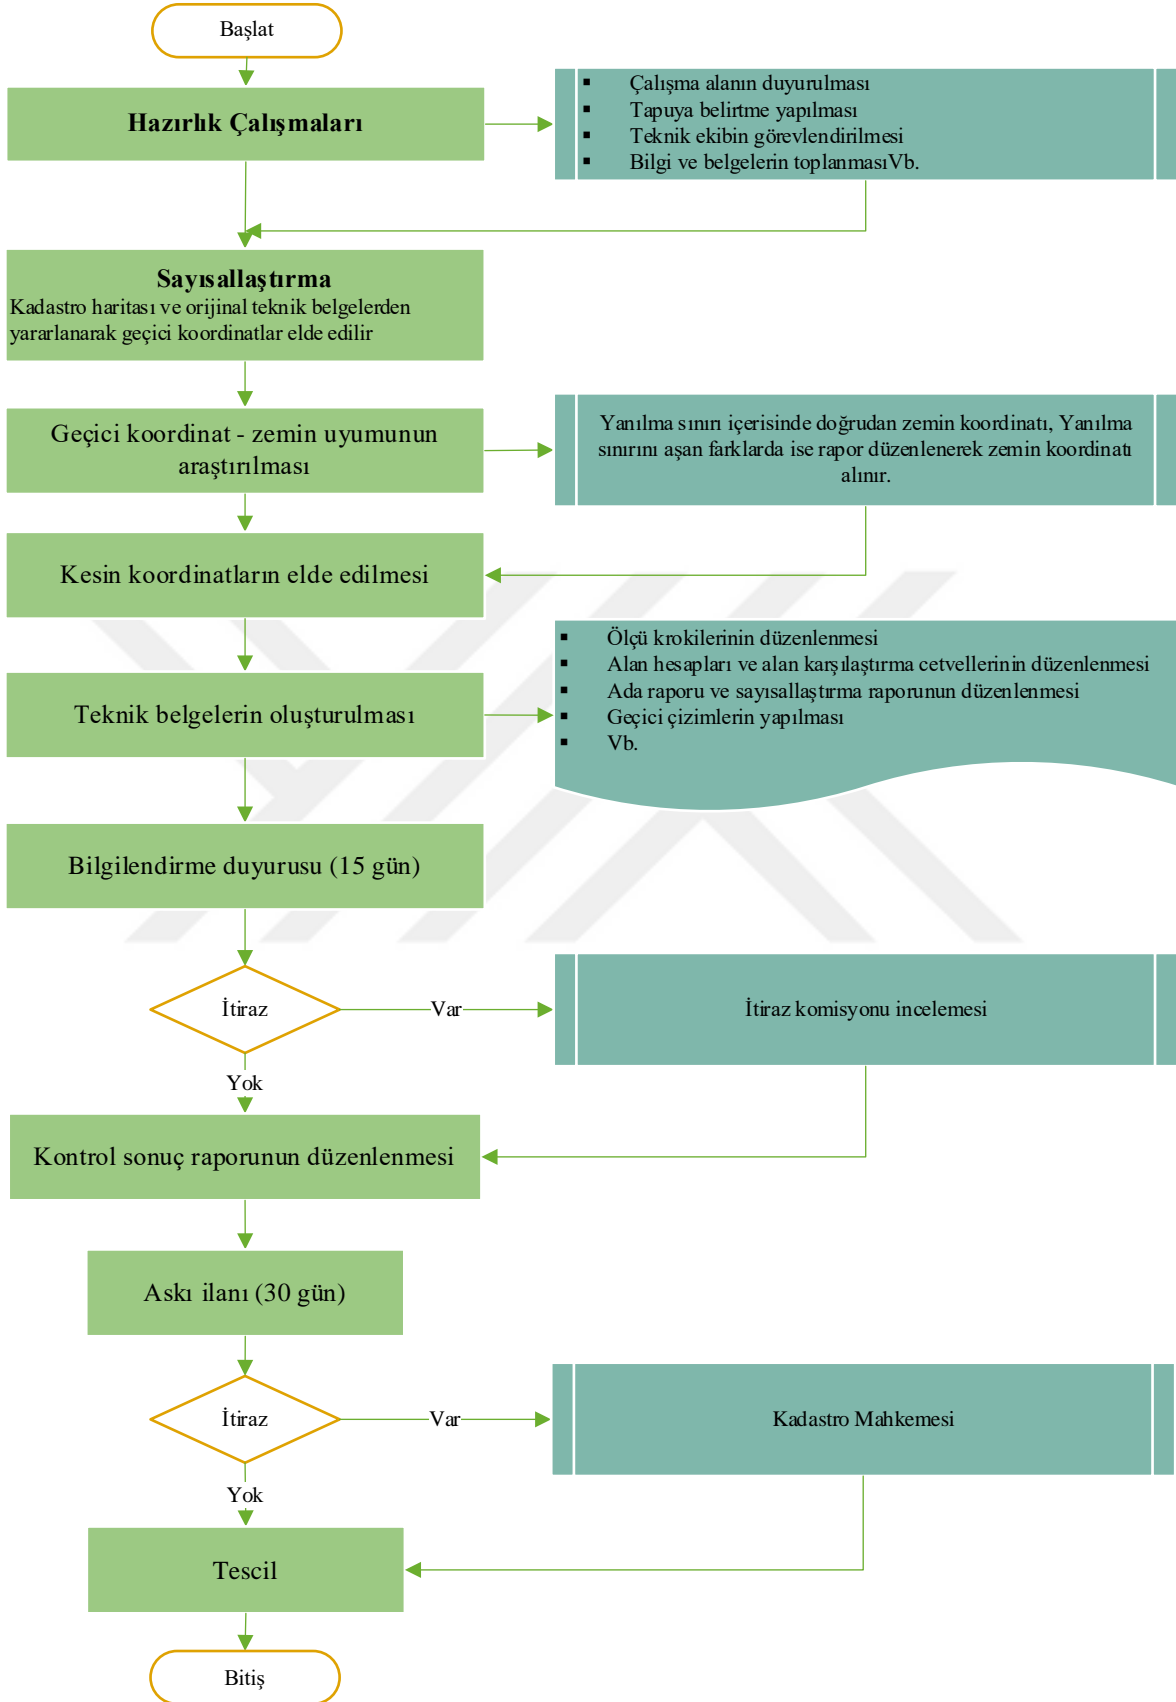 Başlat
Hazırlık Çalışmaları
▪ Çalışma alanın duyurulması
▪ Tapuya belirtme yapılması
▪ Teknik ekibin görevlendirilmesi
▪ Bilgi ve belgelerin toplanmasıVb.
Sayısallaştırma
Kadastro haritası ve orijinal teknik belgelerden
yararlanarak geçici koordinatlar elde edilir
Geçici koordinat - zemin uyumunun
araştırılması
Yanılma sınırı içerisinde doğrudan zemin koordinatı, Yanılma
sınırını aşan farklarda ise rapor düzenlenerek zemin koordinatı
alınır.
Kesin koordinatların elde edilmesi
Teknik belgelerin oluşturulması
▪ Ölçü krokilerinin düzenlenmesi
▪ Alan hesapları ve alan karşılaştırma cetvellerinin düzenlenmesi
▪ Ada raporu ve sayısallaştırma raporunun düzenlenmesi
▪ Geçici çizimlerin yapılması
▪ Vb.
Bilgilendirme duyurusu (15 gün)
İtiraz
Var
İtiraz komisyonu incelemesi
Yok
Kontrol sonuç raporunun düzenlenmesi
Askı ilanı (30 gün)
İtiraz
Var
Kadastro Mahkemesi
Yok
Tescil
Bitiş